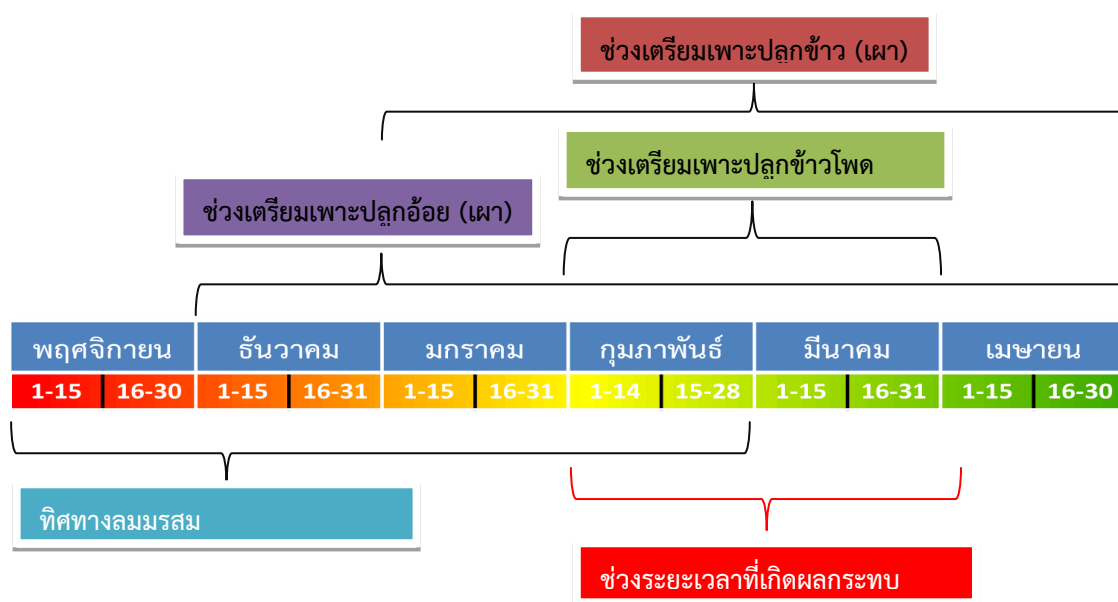 ช่วงเตรียมเพาะปลูกข้าว (เผา)
ช่วงเตรียมเพาะปลูกข้าวโพด
ช่วงเตรียมเพาะปลูกอ้อย (เผา)
พฤศจิกายน ธันวาคม มกราคม กุมภาพันธ์ มีนาคม เมษายน
1-15 16-30 1-15 16-31 1-15 16-31 1-14 15-28 1-15 16-31 1-15 16-30
ทิศทางลมมรสม
ช่วงระยะเวลาที่เกิดผลกระทบ